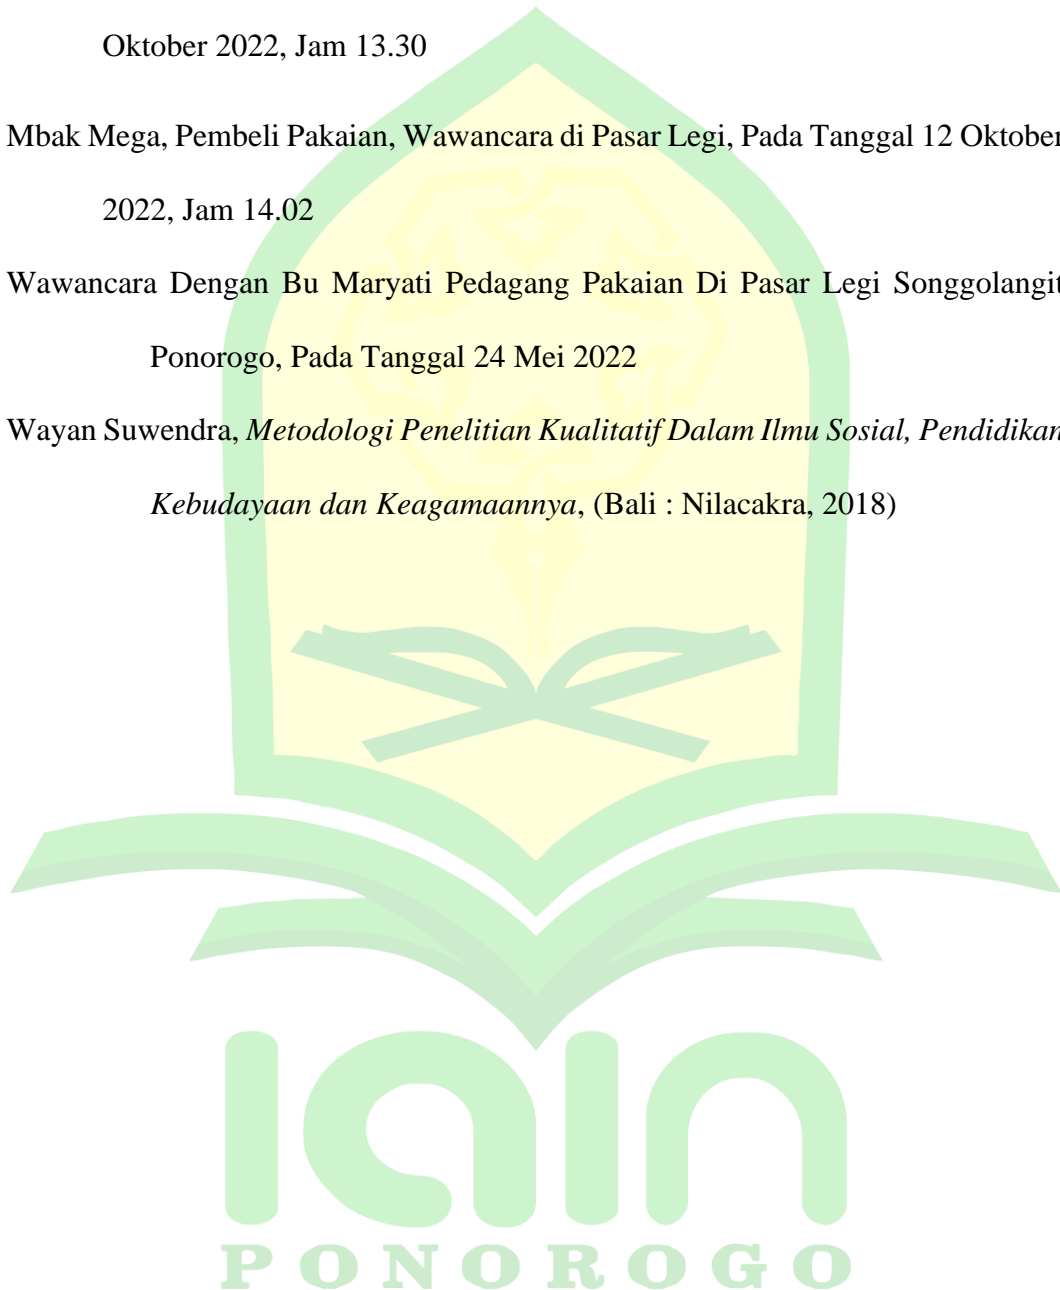 Oktober 2022, Jam 13.30
Mbak Mega, Pembeli Pakaian, Wawancara di Pasar Legi, Pada Tanggal 12 Oktober
2022, Jam 14.02
Wawancara Dengan Bu Maryati Pedagang Pakaian Di Pasar Legi Songgolangit
Ponorogo, Pada Tanggal 24 Mei 2022
Wayan Suwendra, Metodologi Penelitian Kualitatif Dalam Ilmu Sosial, Pendidikan
Kebudayaan dan Keagamaannya, (Bali : Nilacakra, 2018)
IAIN
PONOROGO